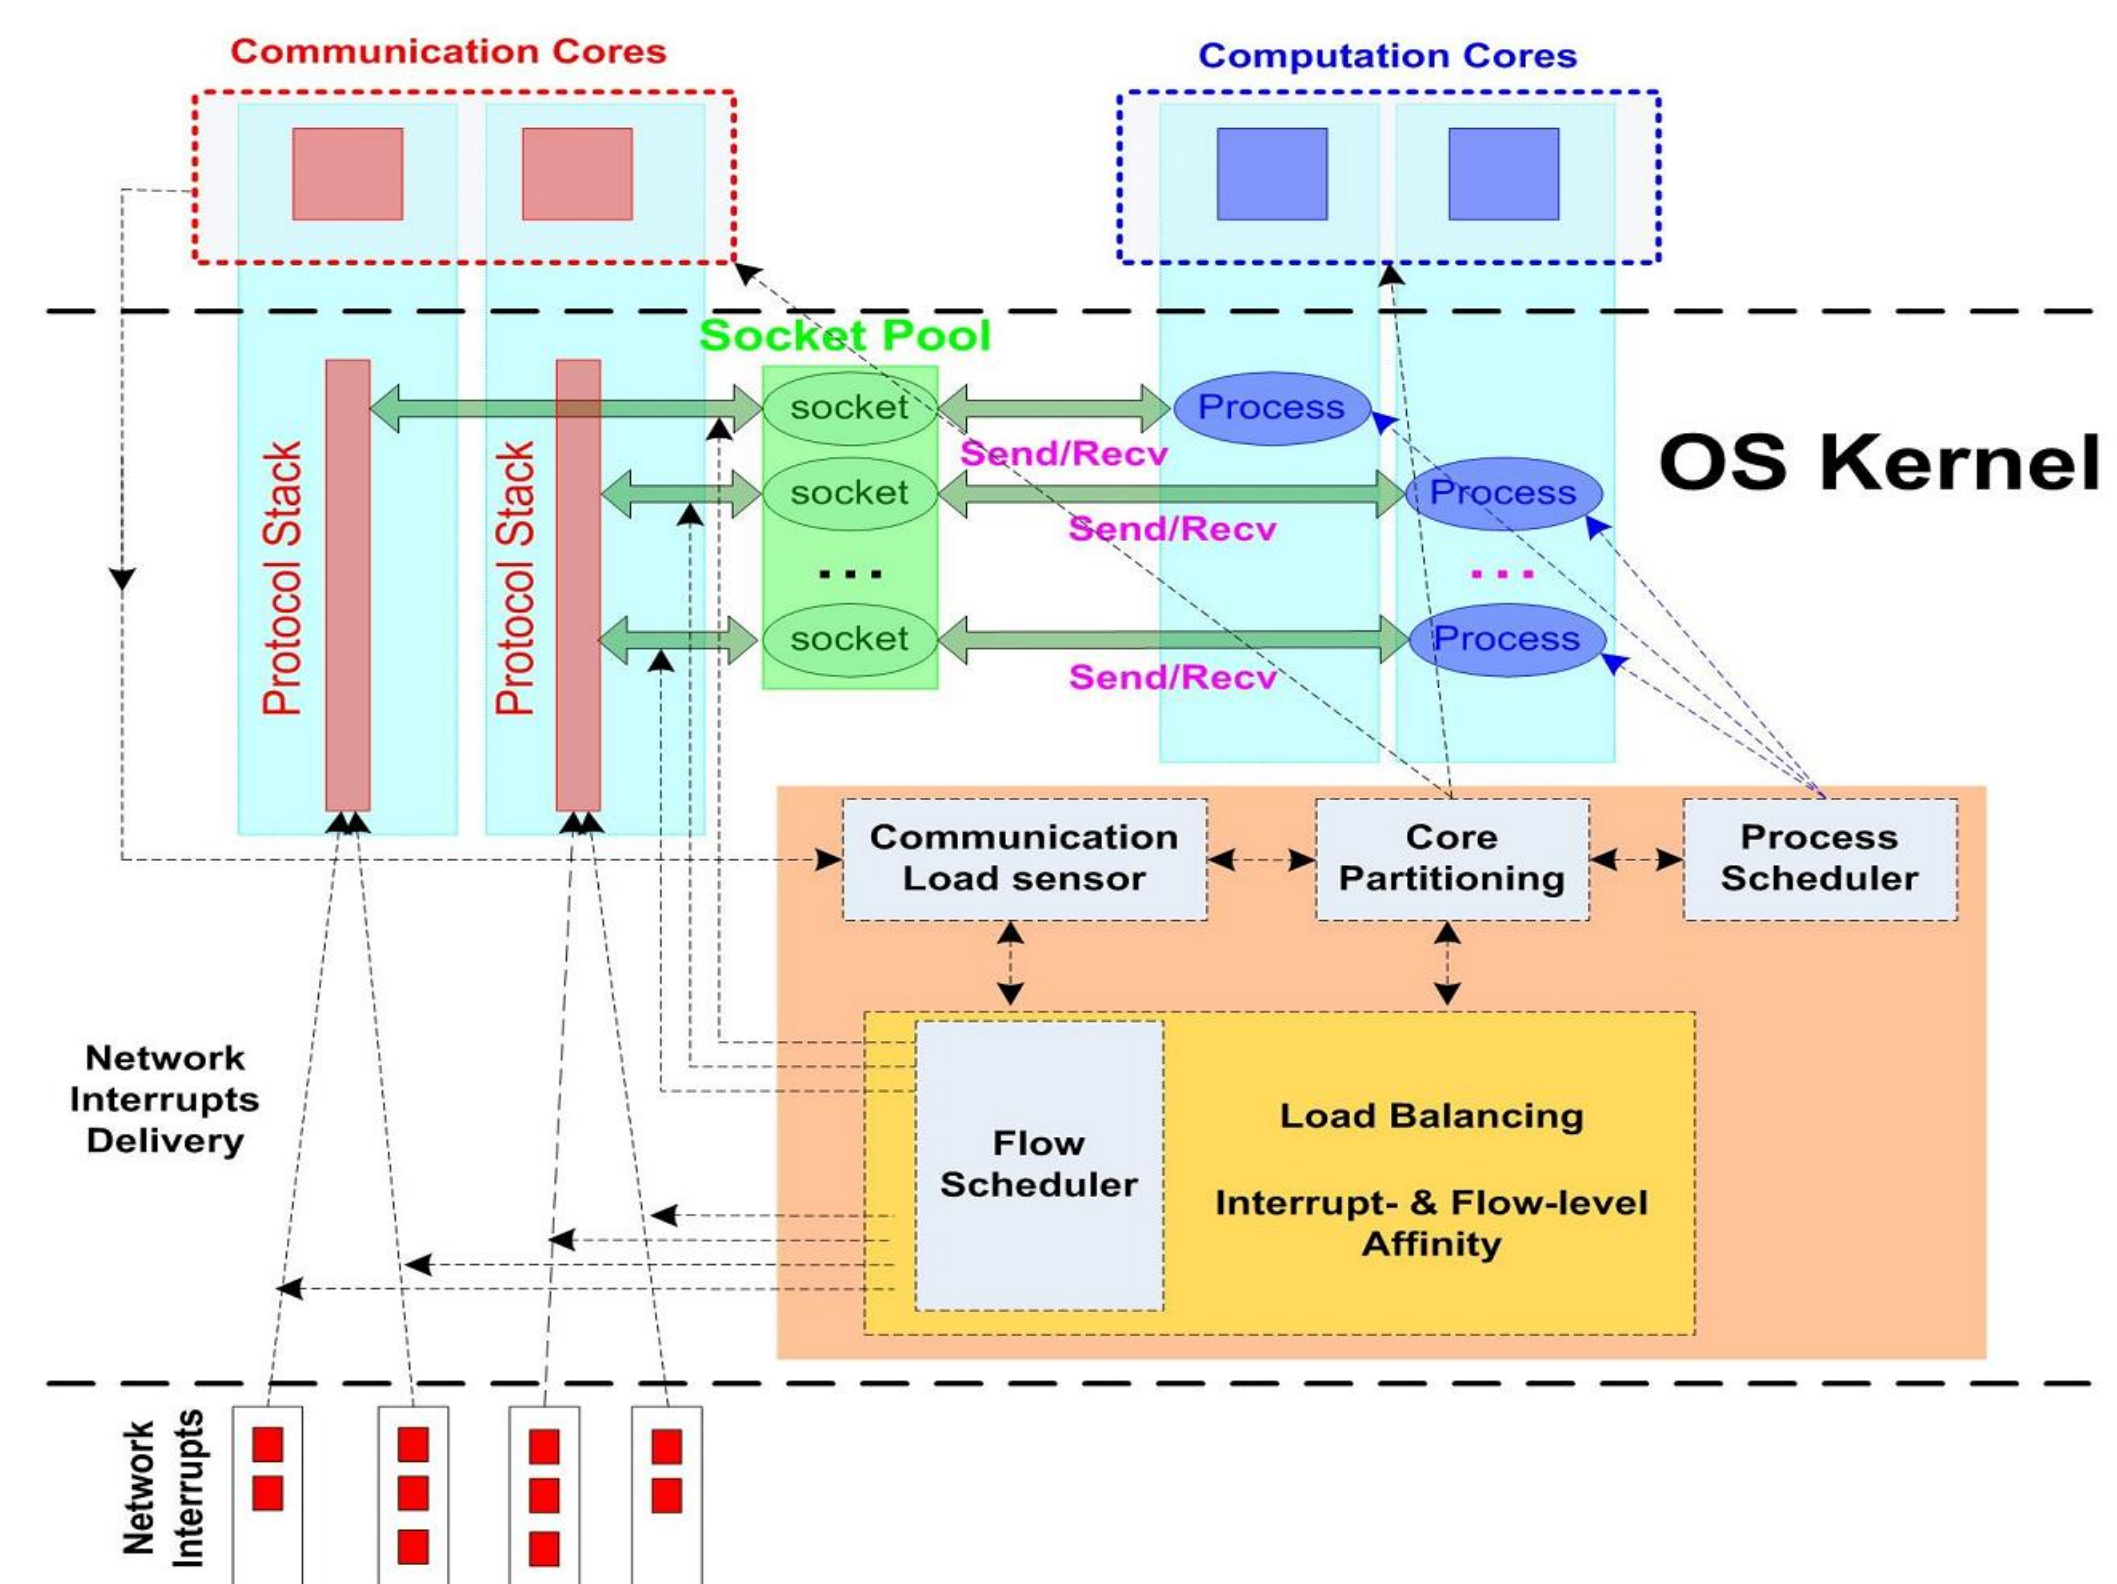 Communication Cores
Computation Cores
Socket Pool
socket
Process
Send/Recv
OS Kernel
socket
Process
Send/Recv
...
...
socket
Process
Send/Recv
Protocol Stack
Protocol Stack
Communication
Load sensor
Core
Partitioning
Process
Scheduler
Network
Interrupts
Delivery
Flow
Scheduler
Load Balancing
Interrupt- & Flow-level
Affinity
Network
Interrupts